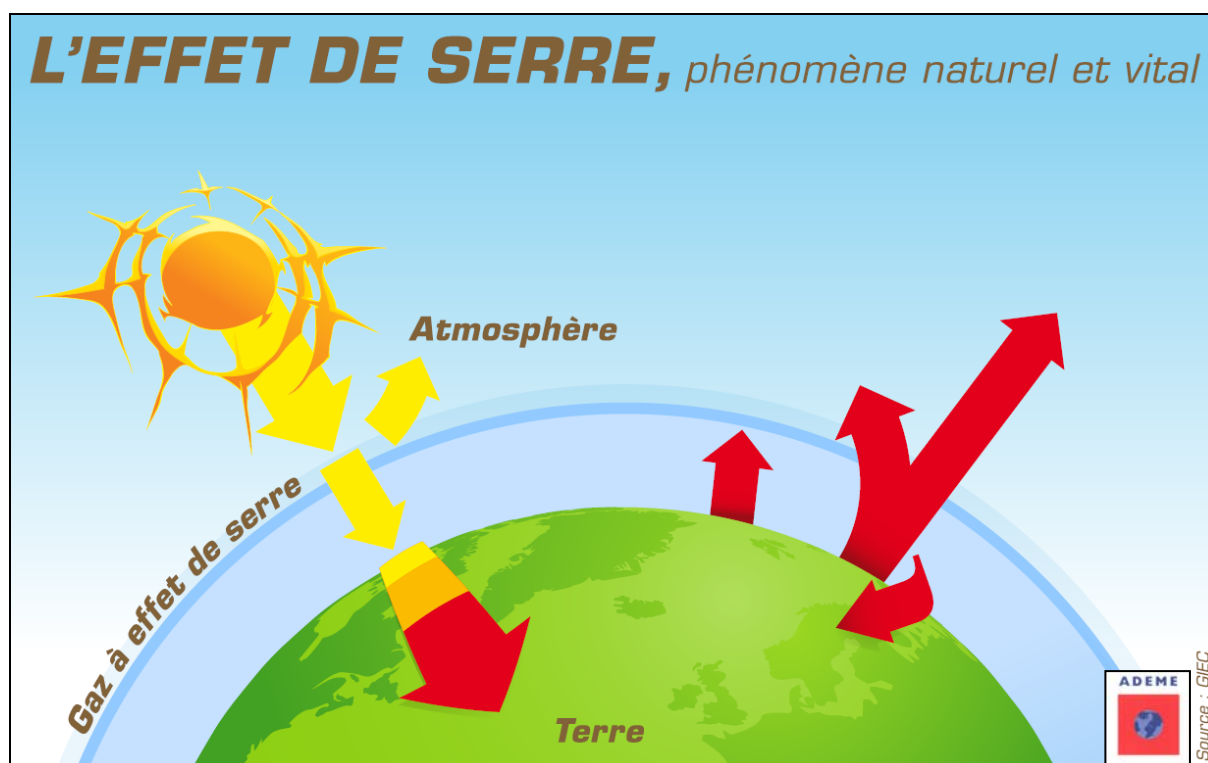 L'EFFET DE SERRE, phénomène naturel et vital
Atmosphère
Gaz à effet de serre
Terre
ADEME
Source : GIEC